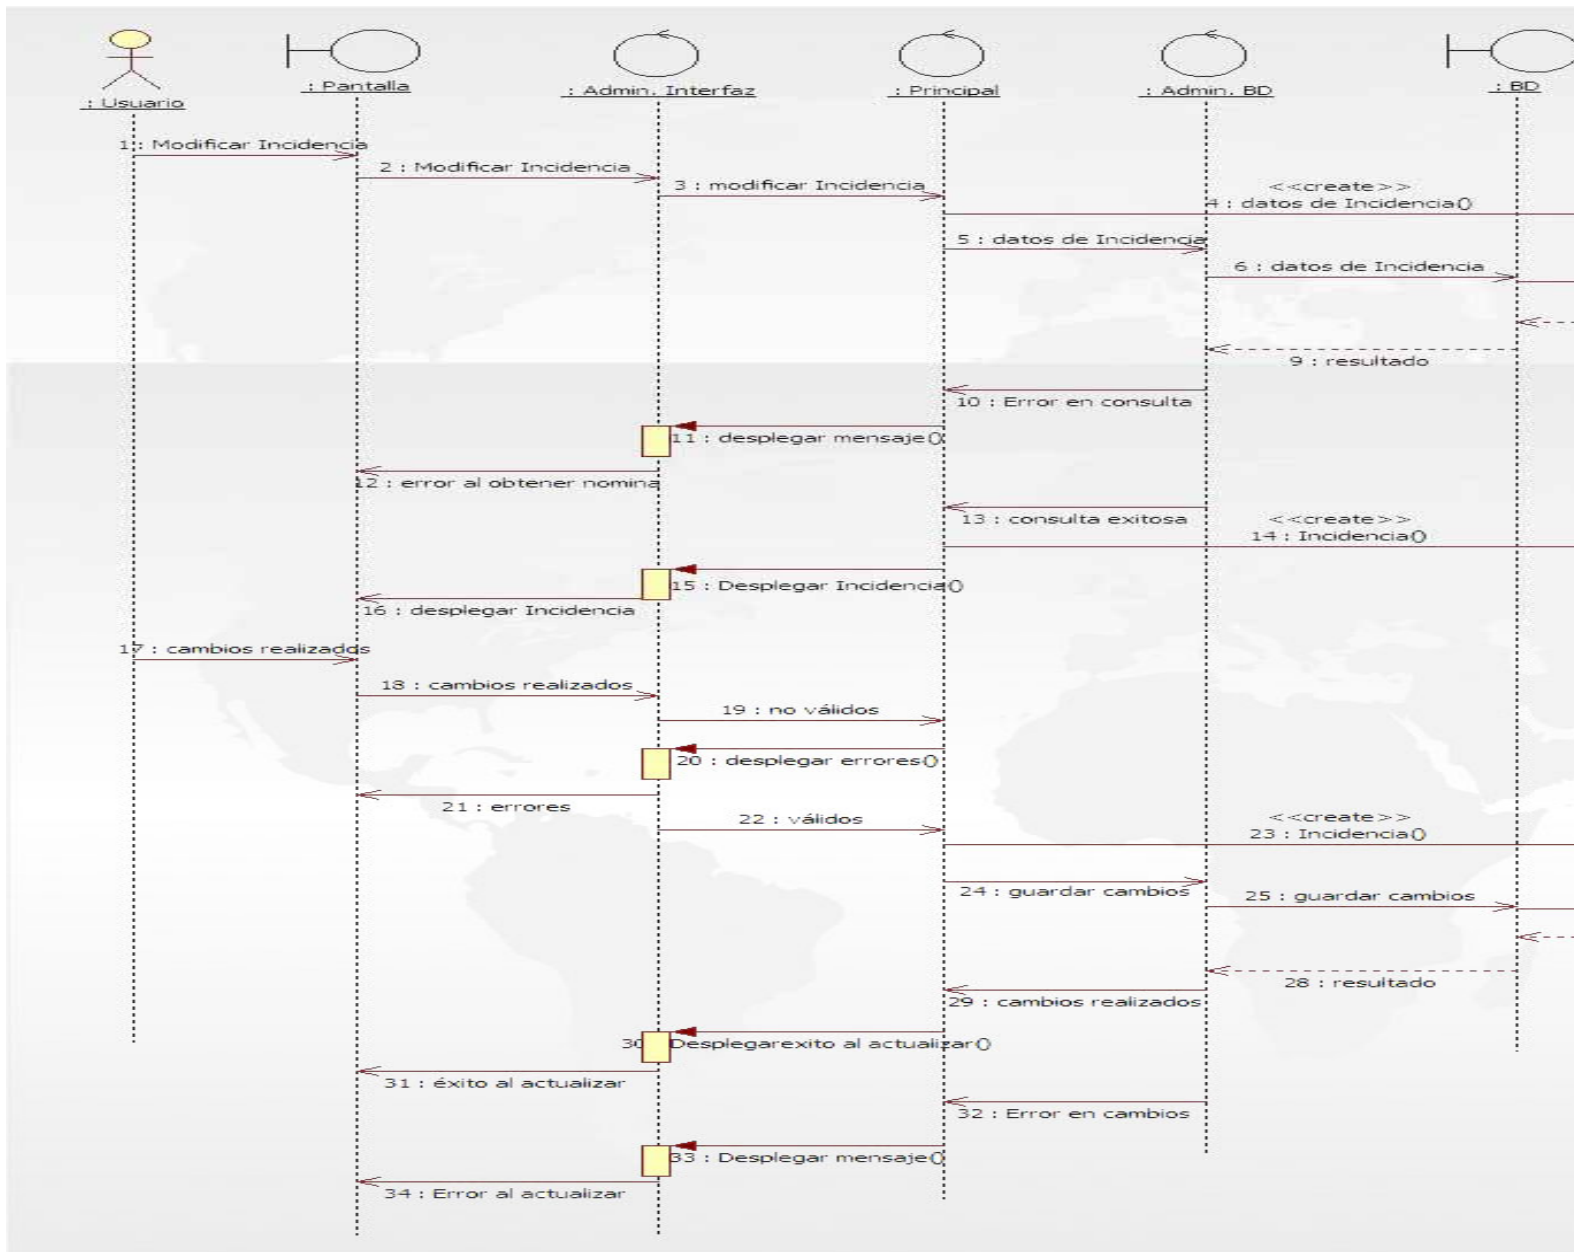 : Usuario
: Pantalla
: Admin. Interfaz
: Principal
: Admin. BD
: BD
1 : Modificar Incidencia
2 : Modificar Incidencia
3 : modificar Incidencia
<<create>>
4 : datos de Incidencia()
5 : datos de Incidencia
6 : datos de Incidencia
9 : resultado
10 : Error en consulta
11 : desplegar mensaje()
12 : error al obtener nomina
13 : consulta exitosa
<<create>>
14 : Incidencia()
15 : Desplegar Incidencia()
16 : desplegar Incidencia
17 : cambios realizados
18 : cambios realizados
19 : no válidos
20 : desplegar errores()
21 : errores
22 : válidos
<<create>>
23 : Incidencia()
24 : guardar cambios
25 : guardar cambios
28 : resultado
29 : cambios realizados
30 Desplegarexito al actualizar()
31 : éxito al actualizar
32 : Error en cambios
33 : Desplegar mensaje()
34 : Error al actualizar